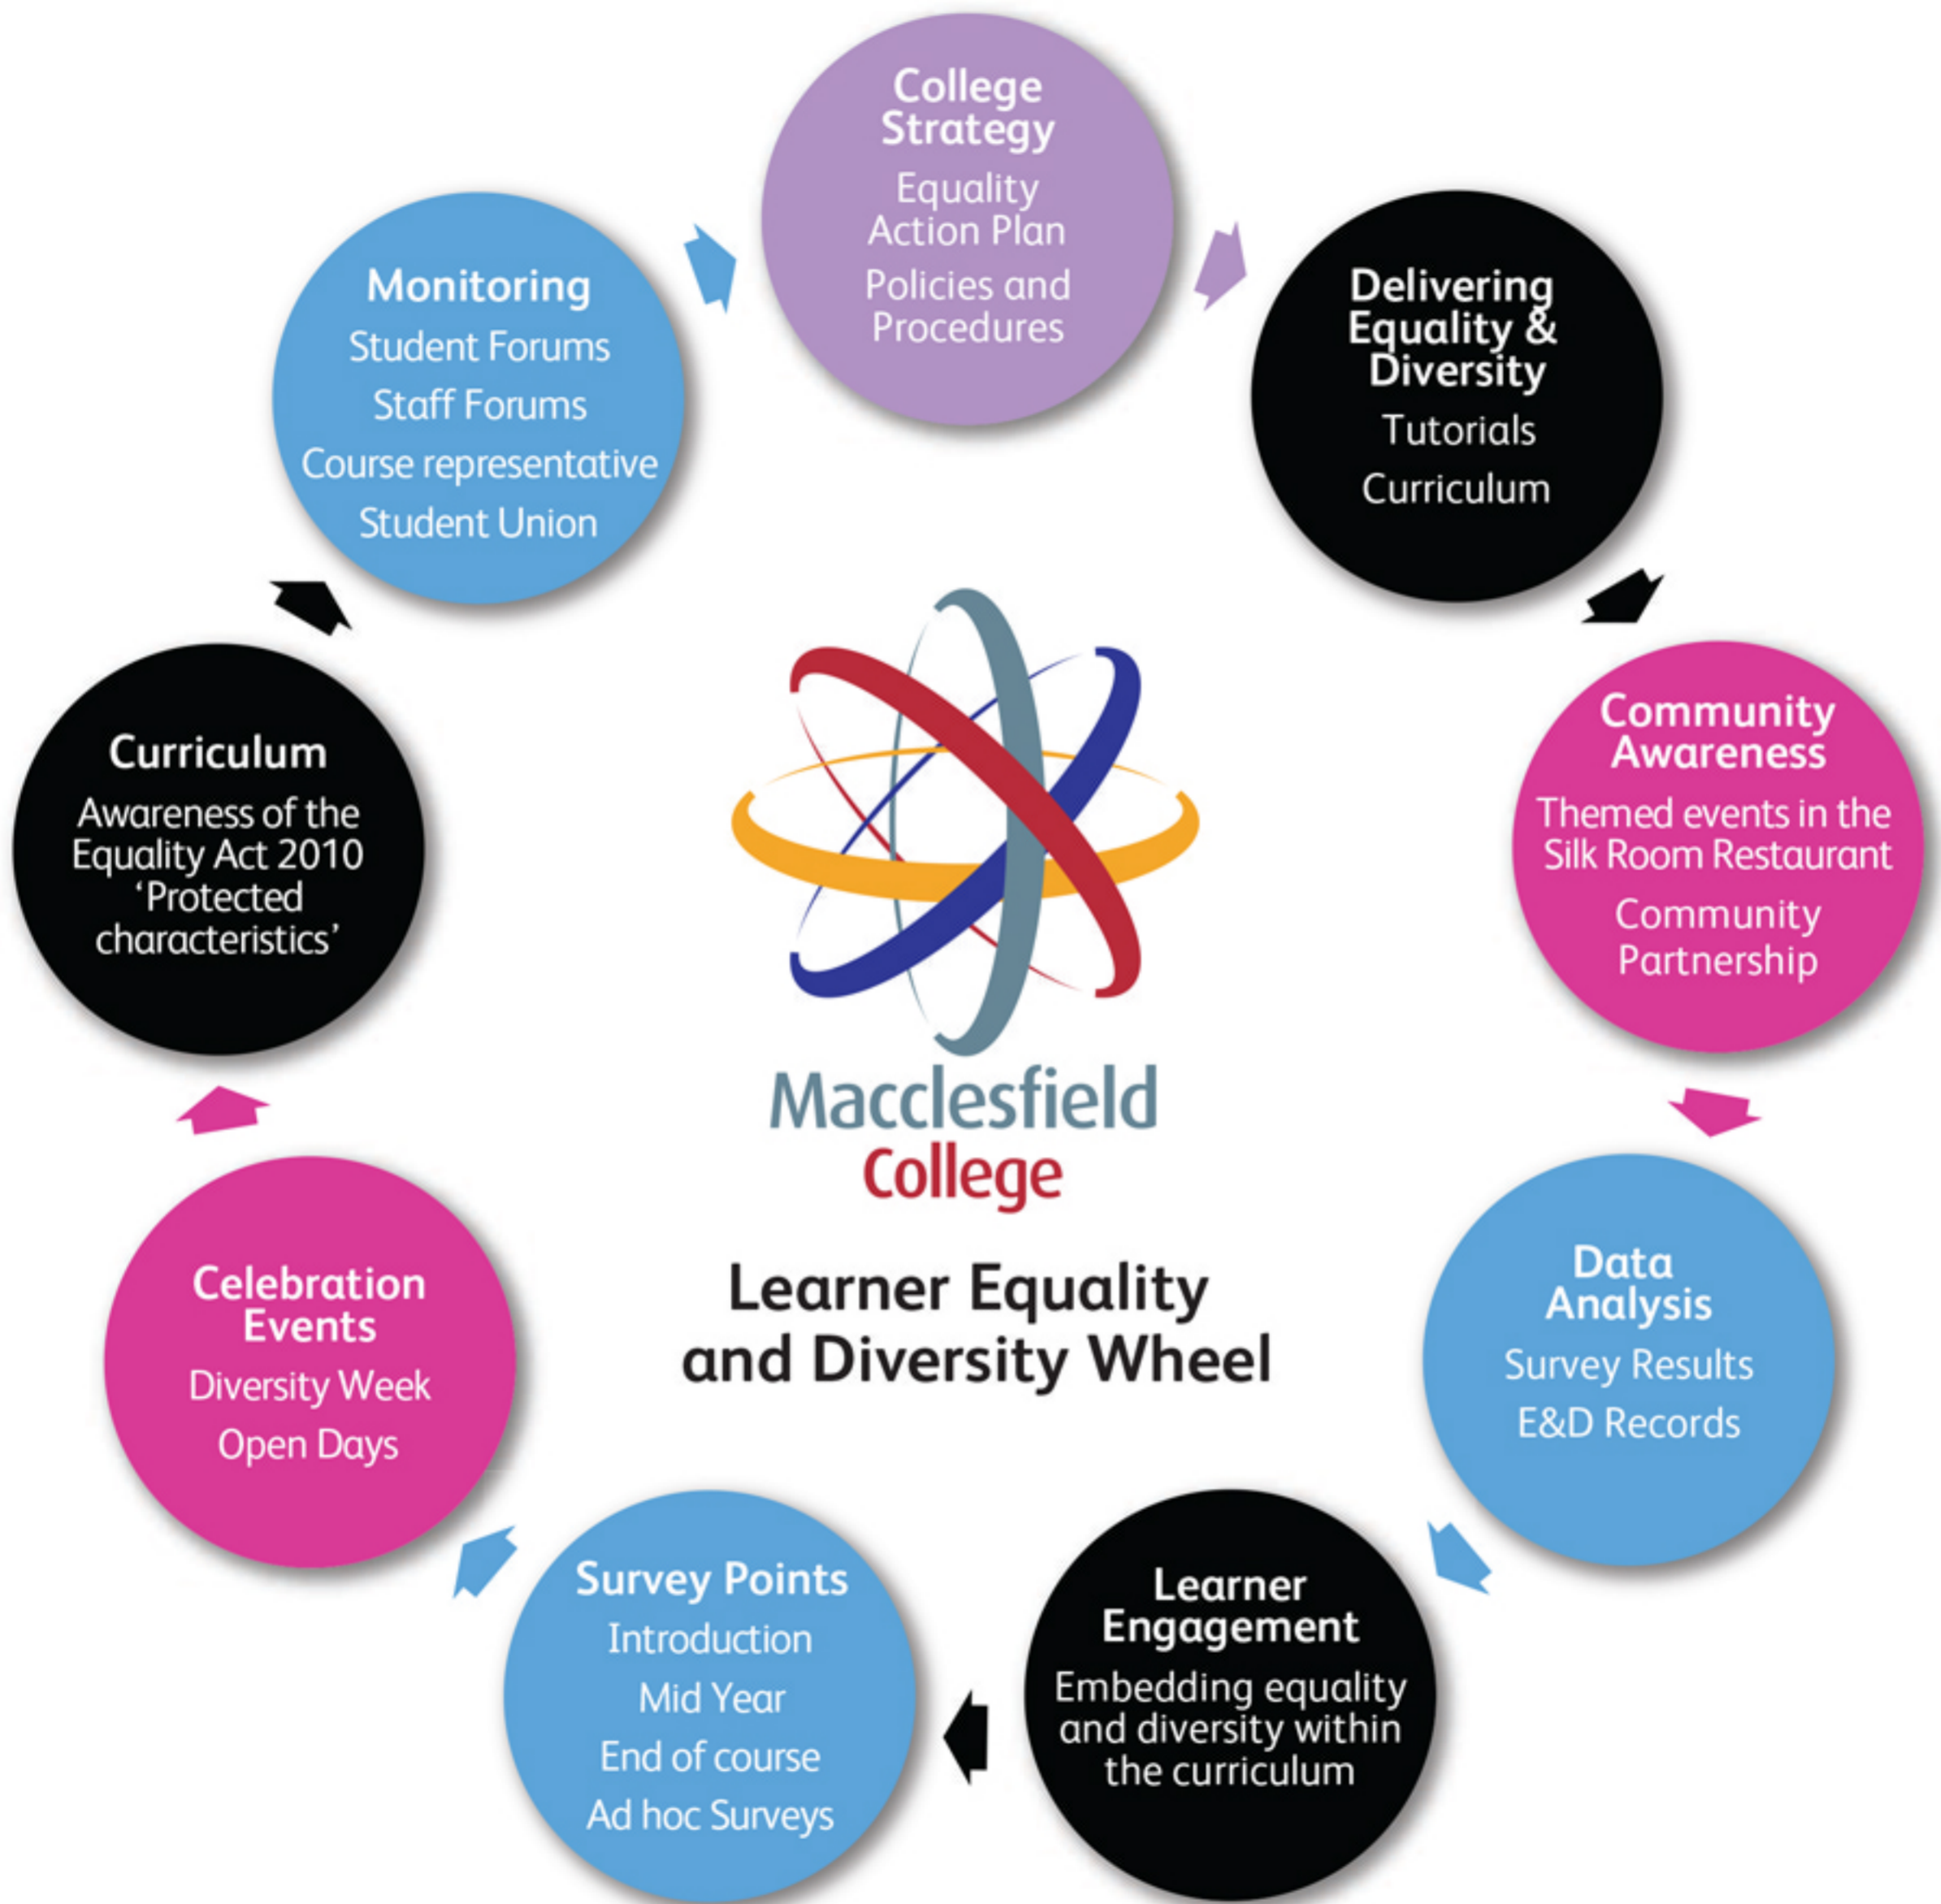 College
Strategy
Equality
Action Plan
Policies and
Procedures
Delivering
Equality &
Diversity
Tutorials
Curriculum
Community
Awareness
Themed events in the
Silk Room Restaurant
Community
Partnership
Data
Analysis
Survey Results
E&D Records
Learner
Engagement
Embedding equality
and diversity within
the curriculum
Survey Points
Introduction
Mid Year
End of course
Ad hoc Surveys
Celebration
Events
Diversity Week
Open Days
Curriculum
Awareness of the
Equality Act 2010
‘Protected
characteristics’
Monitoring
Student Forums
Staff Forums
Course representative
Student Union
Macclesfield
College
Learner Equality
and Diversity Wheel